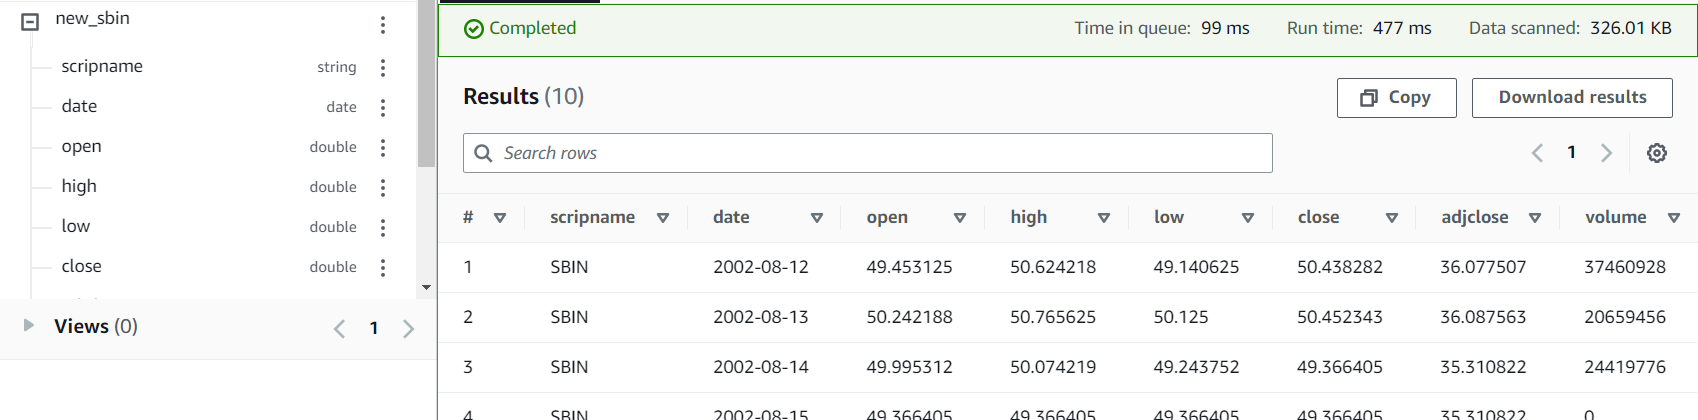 new_sbin
scripname string
date date
open double
high double
low double
close double
Views (0) 1
Completed Time in queue: 99 ms Run time: 477 ms Data scanned: 326.01 KB
Results (10) Copy Download results
Search rows 1
# scripname date open high low close adjclose volume
1 SBIN 2002-08-12 49.453125 50.624218 49.140625 50.438282 36.077507 37460928
2 SBIN 2002-08-13 50.242188 50.765625 50.125 50.452343 36.087563 20659456
3 SBIN 2002-08-14 49.995312 50.074219 49.243752 49.366405 35.310822 24419776
4 SBIN 2002-08-15 49.366405 49.366405 49.366405 49.366405 35.310822 0